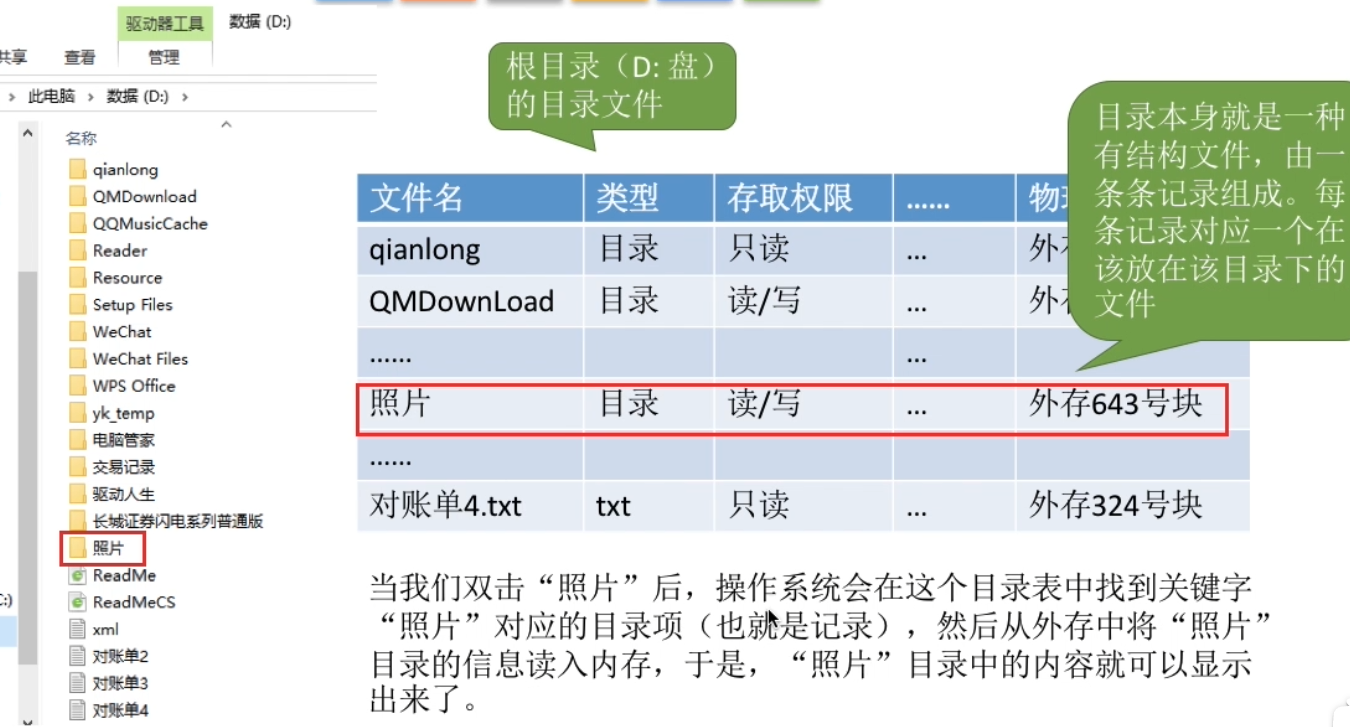 驱动器工具
数据 (D:)
共享
查看
管理
此电脑 › 数据 (D:) ›
名称
qianlong
QMDownload
QQMusicCache
Reader
Resource
Setup Files
WeChat
WeChat Files
WPS Office
yk_temp
电脑管家
交易记录
驱动人生
长城证券闪电系列普通版
照片
ReadMe
ReadMeCS
xml
对账单2
对账单3
对账单4
C:)
根目录（D: 盘）
的目录文件
目录本身就是一种
有结构文件，由一
条条记录组成。每
条记录对应一个在
该放在该目录下的
文件
文件名 类型 存取权限 …… 物
qianlong 目录 只读 … 外
QMDownLoad 目录 读/写 … 外
…… …
照片 目录 读/写 … 外存643号块
……
对账单4.txt txt 只读 … 外存324号块
当我们双击“照片”后，操作系统会在这个目录表中找到关键字
“照片”对应的目录项（也就是记录），然后从外存中将“照片”
目录的信息读入内存，于是，“照片”目录中的内容就可以显示
出来了。